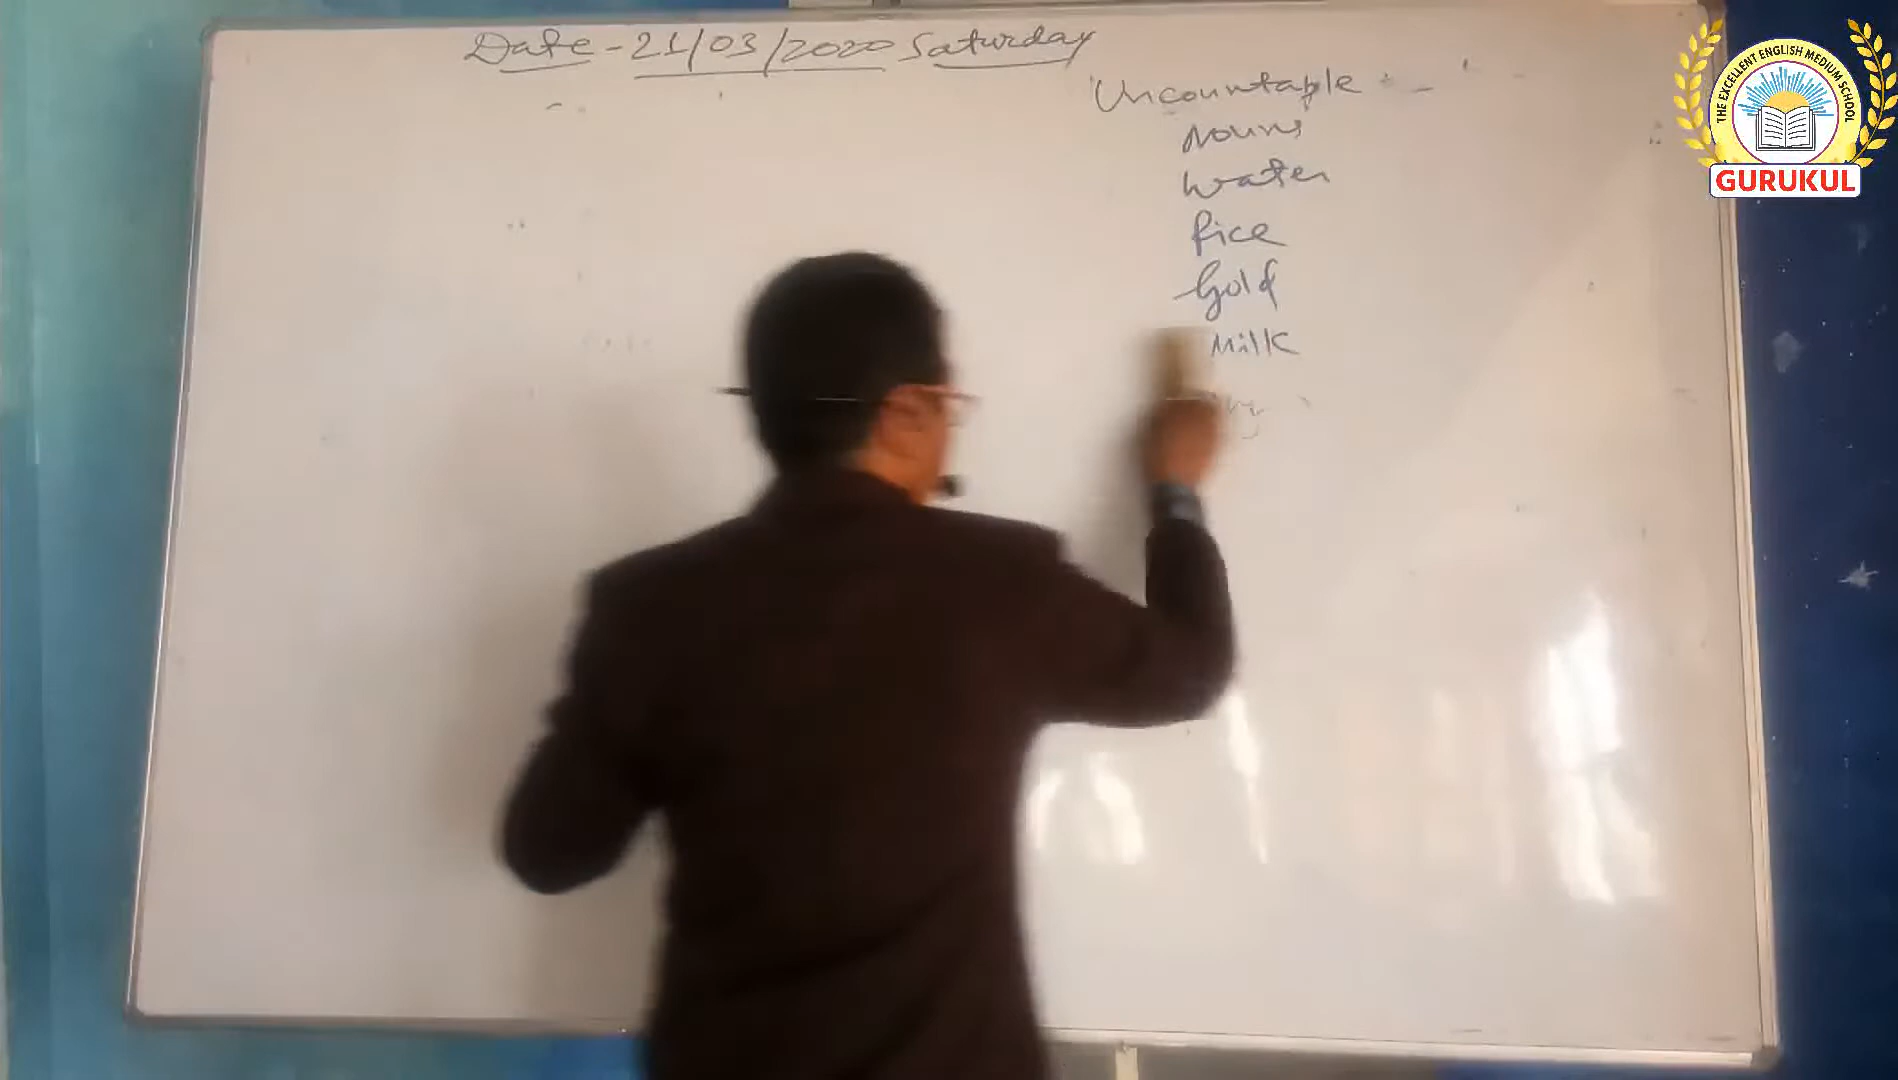 Date - 21/03/2020 Saturday
Uncountable : -
Nouns
Water
Rice
Gold
Milk
THE EXCELLENT ENGLISH MEDIUM SCHOOL
GURUKUL